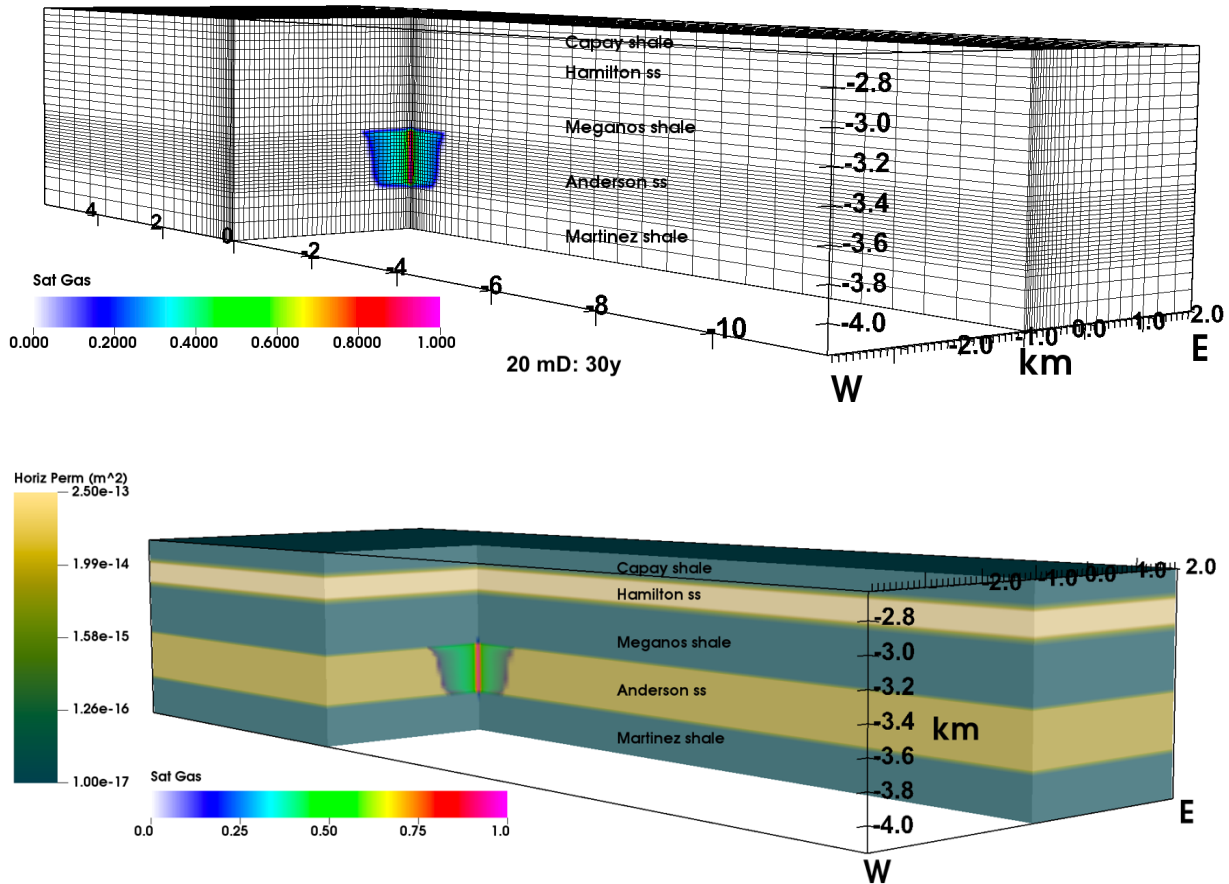 Capay shale
Hamilton ss
-2.8
Meganos shale
-3.0
-3.2
Anderson ss
-3.4
4
2
0
Martinez shale
-3.6
-2
-4
-3.8
Sat Gas
-6
-8
-4.0
-10
-2.0 -1.0 0.0 1.0 2.0
0.000 0.2000 0.4000 0.6000 0.8000 1.000
km
E
20 mD: 30y
W
Horiz Perm (m^2)
2.50e-13
1.99e-14
1.58e-15
1.26e-16
1.00e-17
Capay shale
-2.0 -1.0 0.0 1.0 2.0
Hamilton ss
-2.8
Meganos shale
-3.0
Anderson ss
-3.2
-3.4
km
Martinez shale
-3.6
-3.8
Sat Gas
-4.0
E
0.0 0.25 0.50 0.75 1.0
W